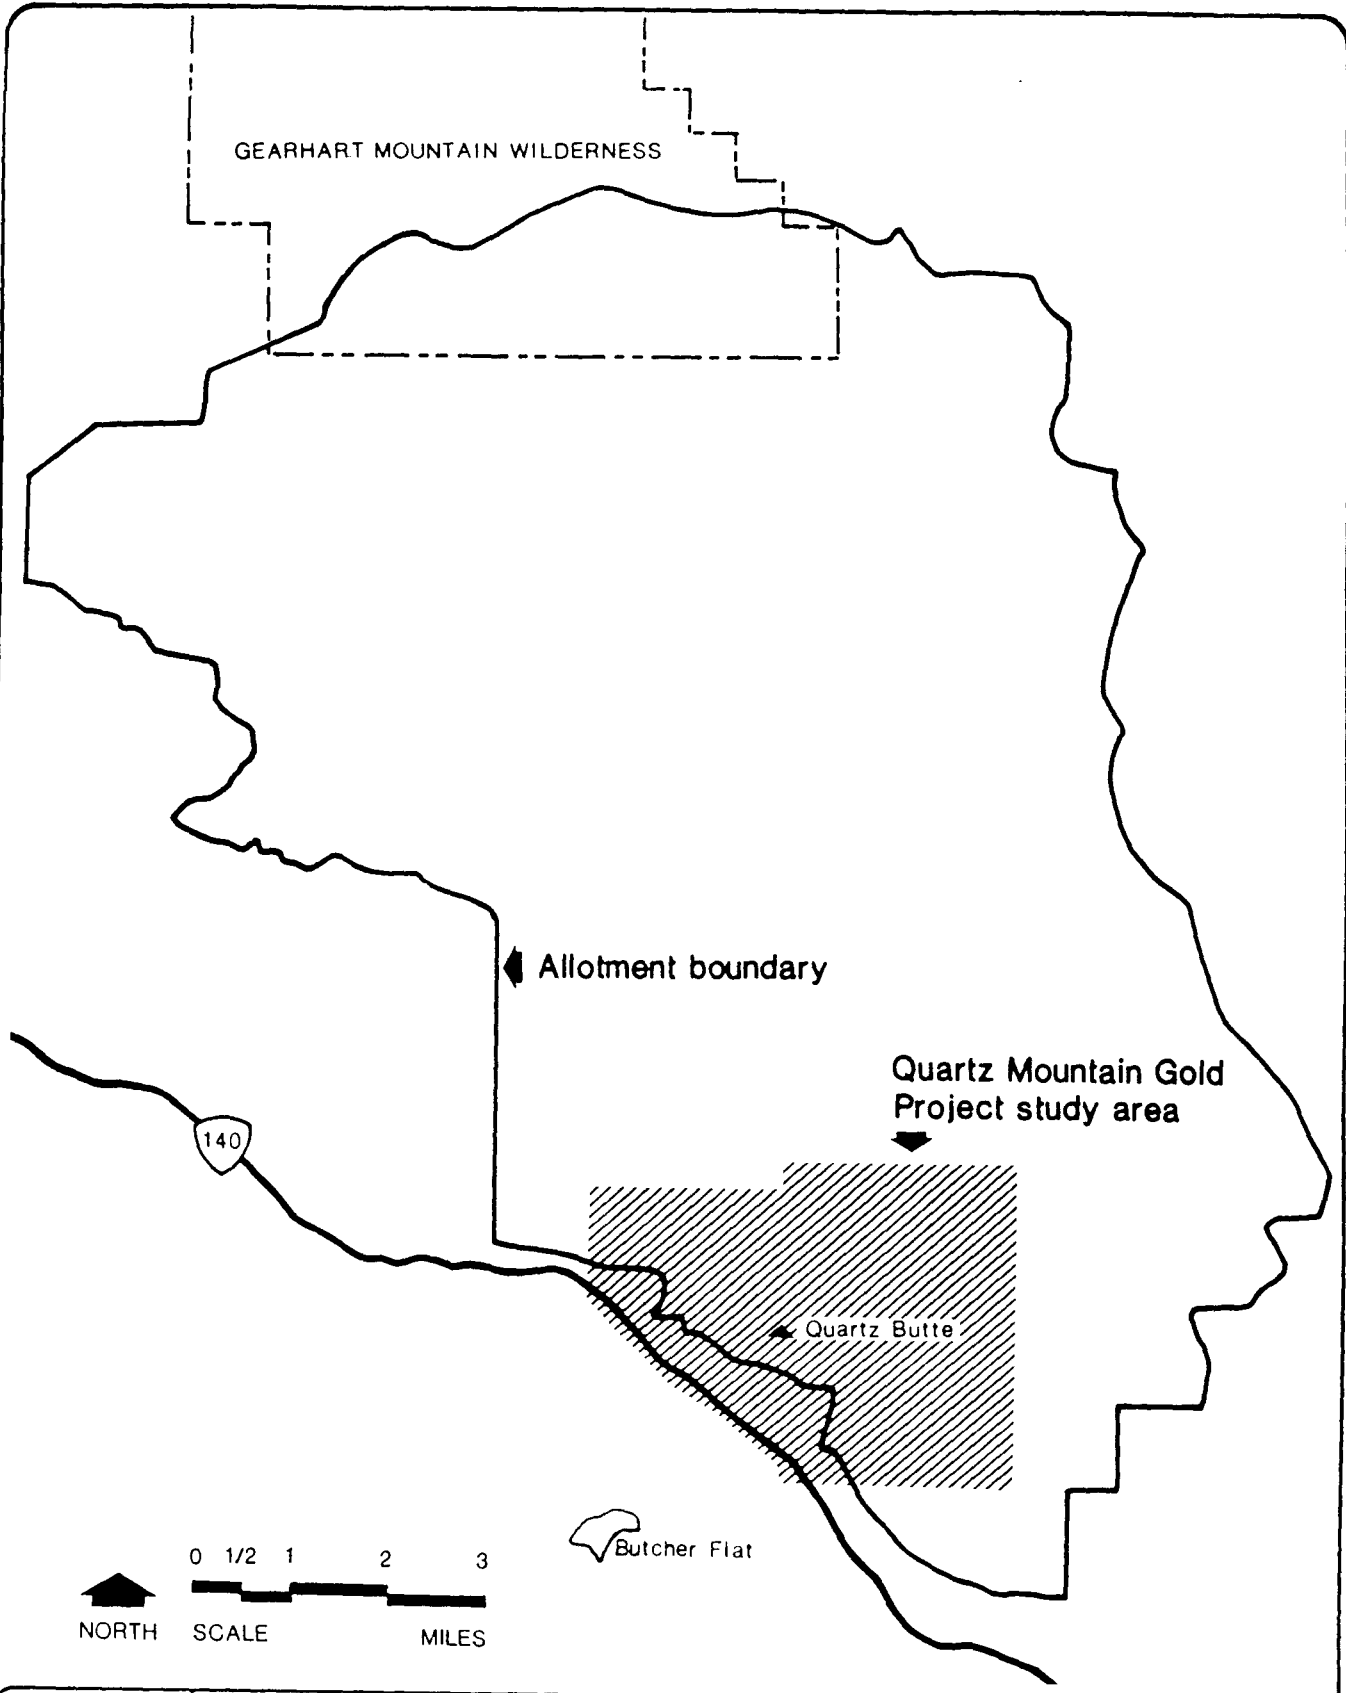 GEARHART MOUNTAIN WILDERNESS
Allotment boundary
Quartz Mountain Gold
Project study area
140
Quartz Butte
Butcher Flat
0 1/2 1 2 3
NORTH SCALE MILES